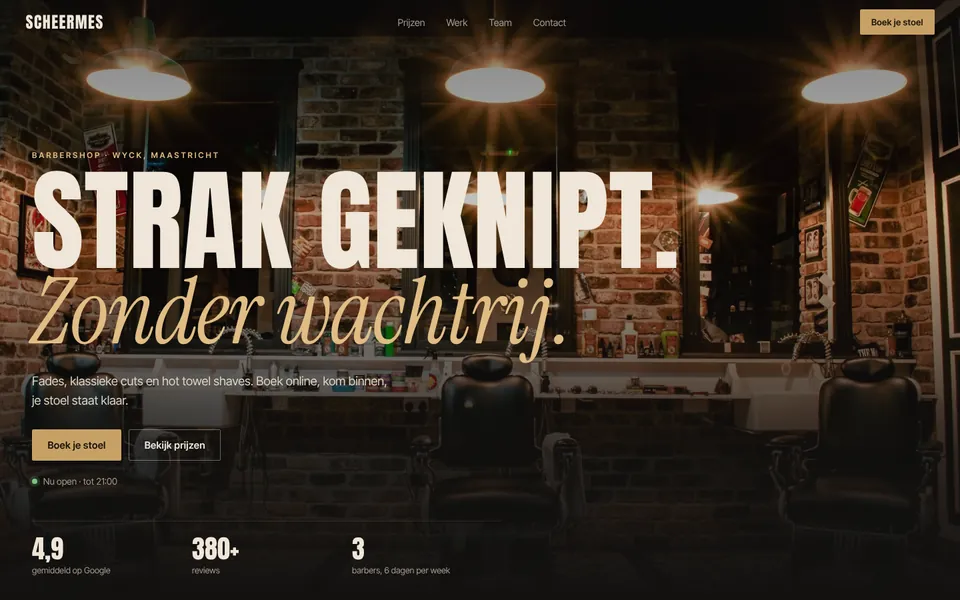 SCHEERMES
Prijzen
Werk
Team
Contact
Boek je stoel
BARBERSHOP · WYCK, MAASTRICHT
STRAK GEKNIPT.
Zonder wachtrij.
Fades, klassieke cuts en hot towel shaves. Boek online, kom binnen,
je stoel staat klaar.
Boek je stoel
Bekijk prijzen
Nu open · tot 21:00
4,9
gemiddeld op Google
380+
reviews
3
barbers, 6 dagen per week